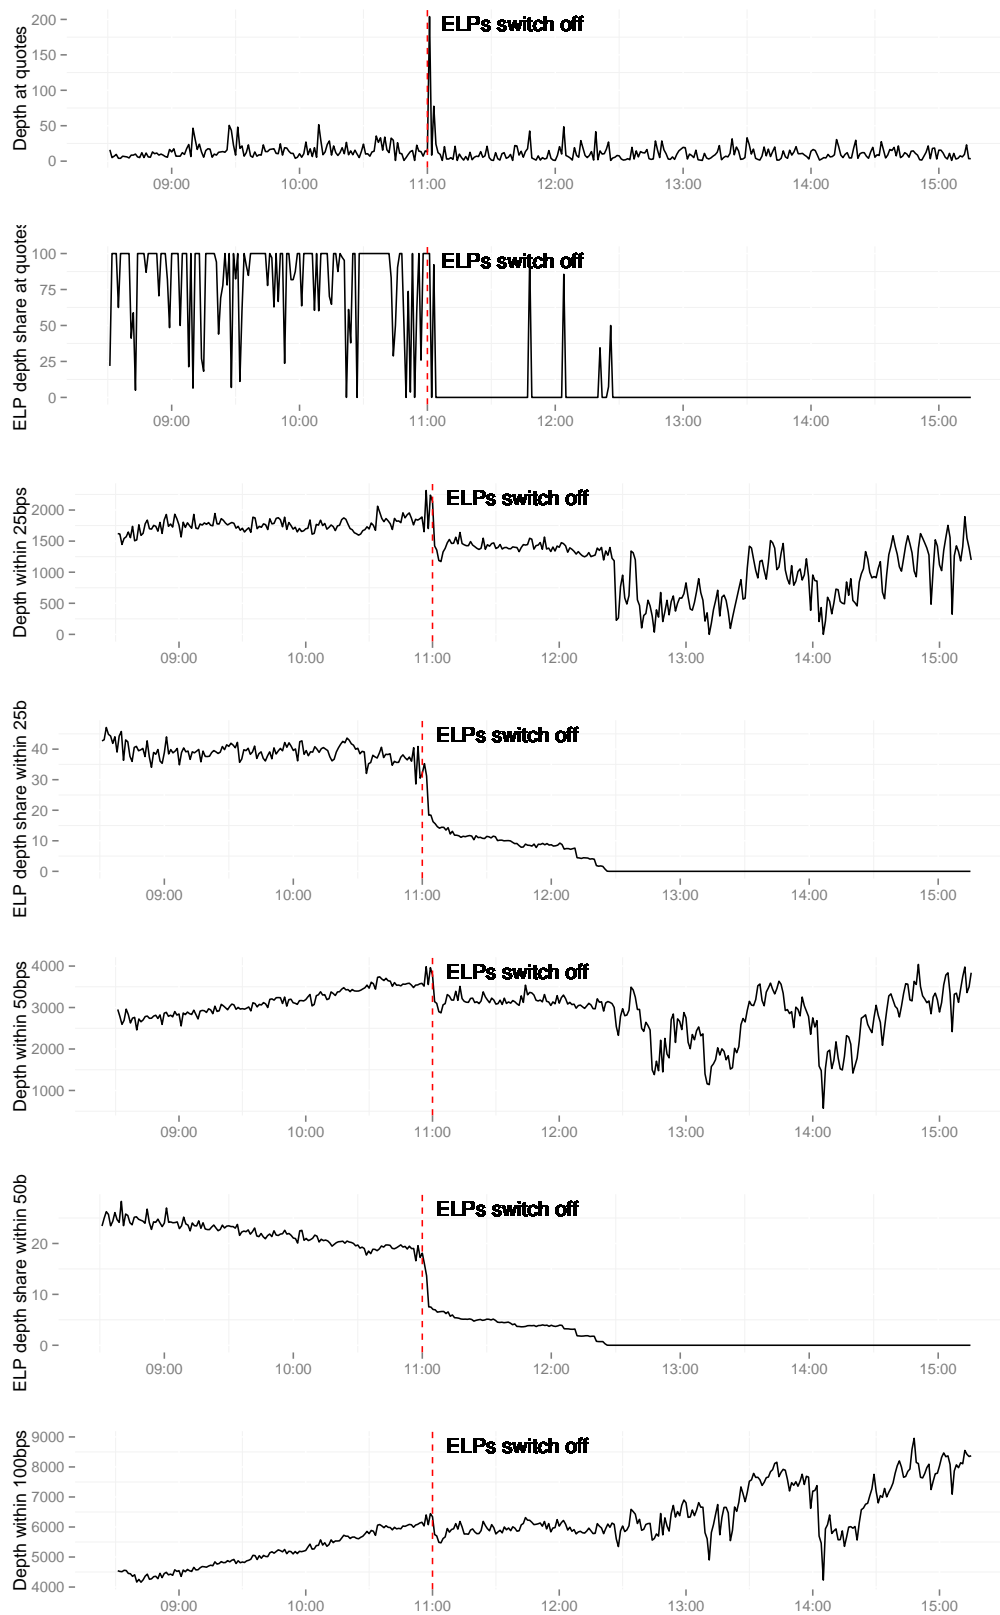 Depth at quotes
200
150
100
50
0
ELPs switch off
09:00 10:00 11:00 12:00 13:00 14:00 15:00
ELP depth share at quotes
100
75
50
25
0
ELPs switch off
09:00 10:00 11:00 12:00 13:00 14:00 15:00
Depth within 25bps
2000
1500
1000
500
0
ELPs switch off
09:00 10:00 11:00 12:00 13:00 14:00 15:00
ELP depth share within 25b
40
30
20
10
0
ELPs switch off
09:00 10:00 11:00 12:00 13:00 14:00 15:00
Depth within 50bps
4000
3000
2000
1000
ELPs switch off
09:00 10:00 11:00 12:00 13:00 14:00 15:00
ELP depth share within 50b
20
10
0
ELPs switch off
09:00 10:00 11:00 12:00 13:00 14:00 15:00
Depth within 100bps
9000
8000
7000
6000
5000
4000
ELPs switch off
09:00 10:00 11:00 12:00 13:00 14:00 15:00